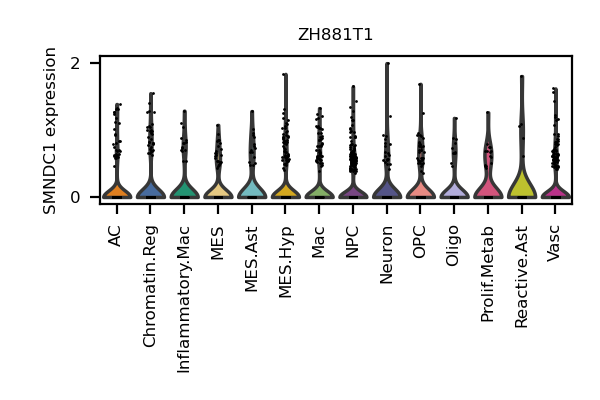 ZH881T1
SMNDC1 expression
2
0
AC
Chromatin.Reg
Inflammatory.Mac
MES
MES.Ast
MES.Hyp
Mac
NPC
Neuron
OPC
Oligo
Prolif.Metab
Reactive.Ast
Vasc